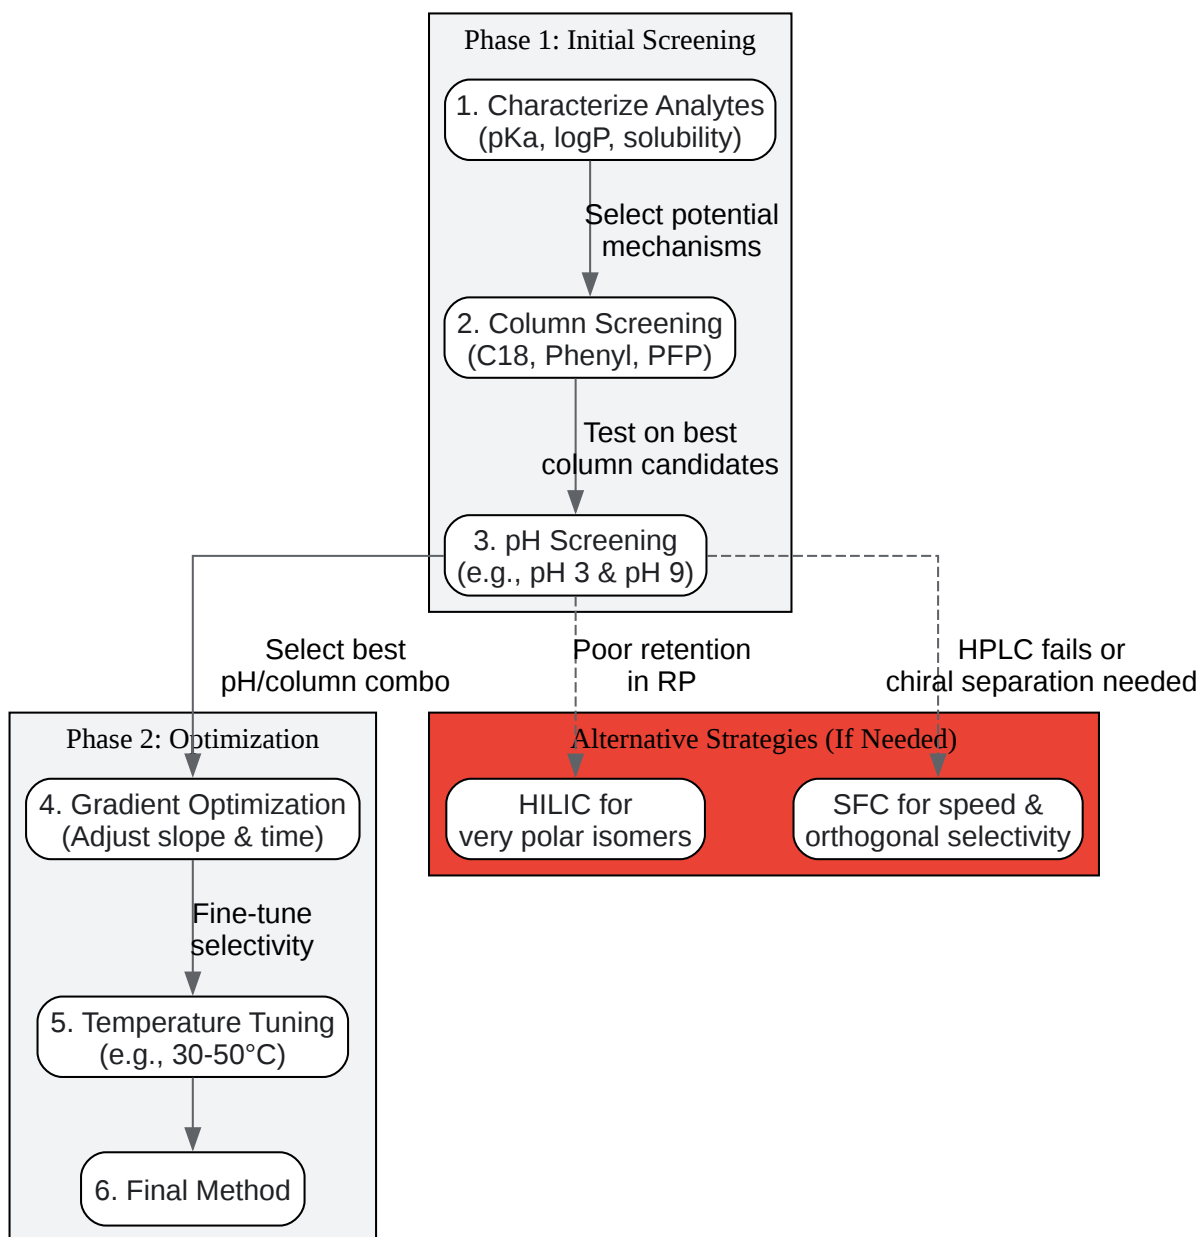 Phase 1: Initial Screening
1. Characterize Analytes
(pKa, logP, solubility)
Select potential
mechanisms
2. Column Screening
(C18, Phenyl, PFP)
Test on best
column candidates
3. pH Screening
(e.g., pH 3 & pH 9)
Select best
pH/column combo
Poor retention
in RP
HPLC fails or
chiral separation needed
Phase 2: Optimization
4. Gradient Optimization
(Adjust slope & time)
Fine-tune
selectivity
5. Temperature Tuning
(e.g., 30-50°C)
6. Final Method
Alternative Strategies (If Needed)
HILIC for
very polar isomers
SFC for speed &
orthogonal selectivity